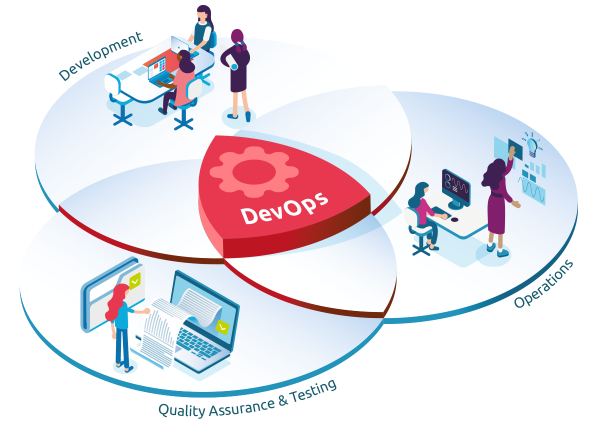 Development
DevOps
Operations
Quality Assurance & Testing